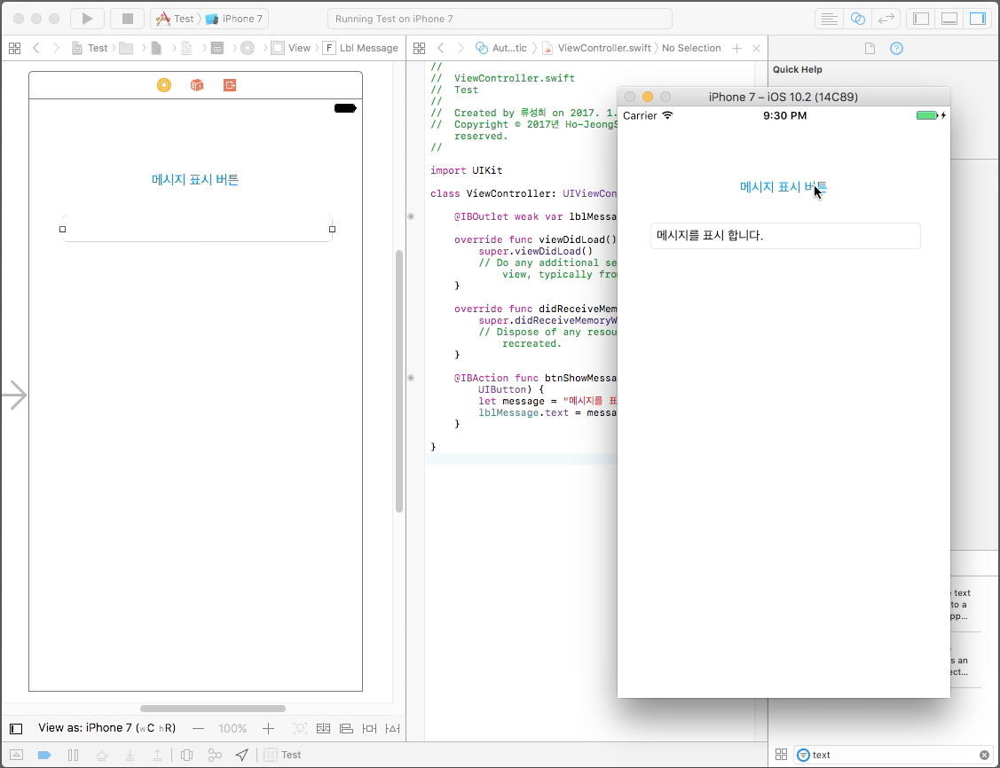 Test
iPhone 7
Running Test on iPhone 7
Test
View
F
Lbl Message
Aut...tic
ViewController.swift
No Selection
메시지 표시 버튼
//
//  ViewController.swift
//  Test
//
//  Created by 류성희 on 2017. 1.
//  Copyright © 2017년 Ho-JeongS
reserved.
//
import UIKit
class ViewController: UIViewCon
@IBOutlet weak var lblMessa
override func viewDidLoad()
super.viewDidLoad()
// Do any additional se
view, typically fro
}
override func didReceiveMem
super.didReceiveMemoryW
// Dispose of any resou
recreated.
}
@IBAction func btnShowMessa
UIButton) {
let message = "메시지를 표
lblMessage.text = messa
}
}
Quick Help
iPhone 7 – iOS 10.2 (14C89)
Carrier
9:30 PM
메시지 표시 버튼
메시지를 표시 합니다.
text
to a
pp...
s an
ect...
View as: iPhone 7 (wC hR)
100%
Test
text